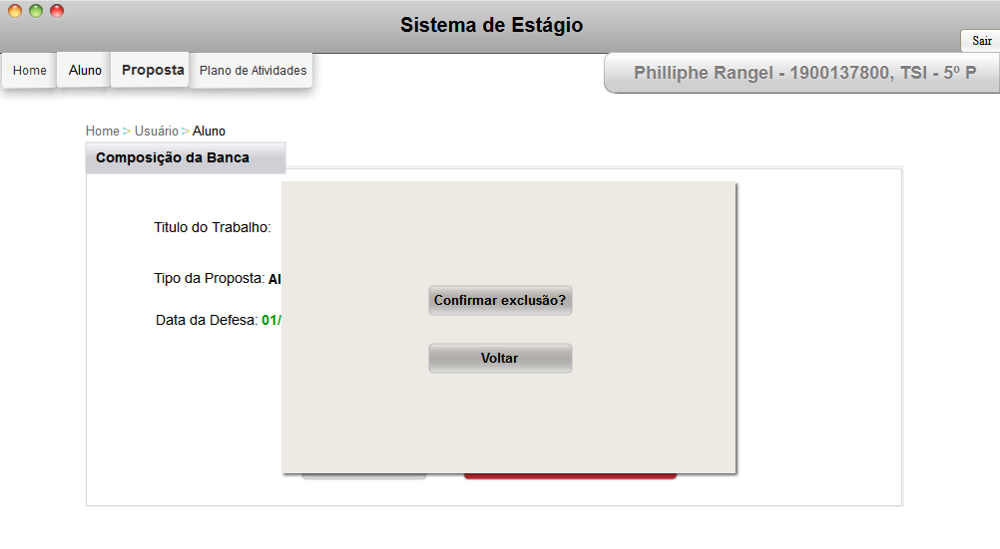 Sistema de Estágio
Sair
Home Aluno Proposta Plano de Atividades
Philliphe Rangel - 1900137800, TSI - 5º P
Home > Usuário > Aluno
Composição da Banca
Titulo do Trabalho:
Tipo da Proposta:
Data da Defesa: 01/
Confirmar exclusão?
Voltar